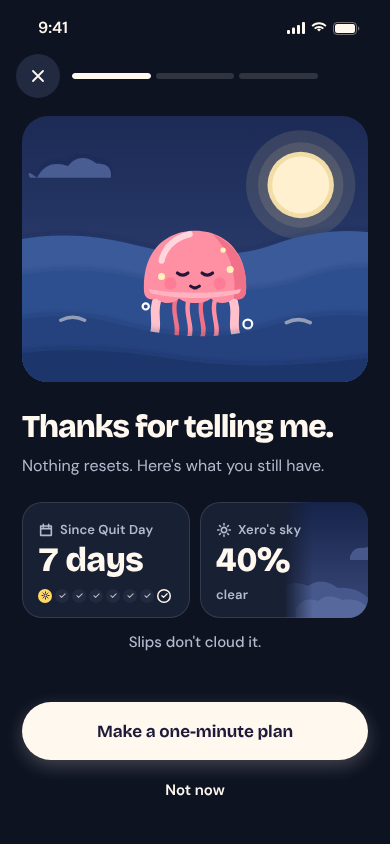 9:41
Thanks for telling me.
Nothing resets. Here's what you still have.
Since Quit Day
7 days
Xero's sky
40%
clear
Slips don't cloud it.
Make a one-minute plan
Not now